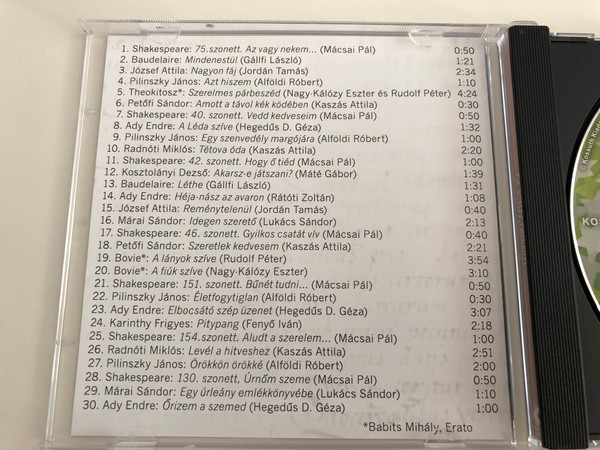 1. Shakespeare: 75.szonett. Az vagy nekem... (Mácsai Pál) 0:50
2. Baudelaire: Mindenestül (Gállfi László) 1:21
3. József Attila: Nagyon fáj (Jordán Tamás) 2:34
4. Pilinszky János: Azt hiszem (Alföldi Róbert) 1:10
5. Theokitosz*: Szerelmes párbeszéd (Nagy-Kálózy Eszter és Rudolf Péter) 4:24
6. Petőfi Sándor: Amott a távol kék ködében (Kaszás Attila) 0:30
7. Shakespeare: 40. szonett. Vedd kedveseim (Mácsai Pál) 0:50
8. Ady Endre: A Léda szíve (Hegedűs D. Géza) 1:32
9. Pilinszky János: Egy szenvedély margójára (Alföldi Róbert) 1:00
10. Radnóti Miklós: Tétova óda (Kaszás Attila) 2:20
11. Shakespeare: 42. szonett. Hogy ő tiéd (Mácsai Pál) 1:00
12. Kosztolányi Dezső: Akarsz-e játszani? (Máté Gábor) 1:39
13. Baudelaire: Léthe (Gállfi László) 1:31
14. Ady Endre: Héja-nász az avaron (Rátóti Zoltán) 1:08
15. József Attila: Reménytelenül (Jordán Tamás) 0:40
16. Márai Sándor: Idegen szerető (Lukács Sándor) 2:13
17. Shakespeare: 46. szonett. Gyilkos csatát vív (Mácsai Pál) 0:40
18. Petőfi Sándor: Szeretlek kedvesem (Kaszás Attila) 2:21
19. Bovie*: A lányok szíve (Rudolf Péter) 3:54
20. Bovie*: A fiúk szíve (Nagy-Kálózy Eszter) 3:10
21. Shakespeare: 151. szonett. Bűnét tudni... (Mácsai Pál) 0:50
22. Pilinszky János: Életfogytiglan (Alföldi Róbert) 0:30
23. Ady Endre: Elbocsátó szép üzenet (Hegedűs D. Géza) 3:07
24. Karinthy Frigyes: Pitypang (Fenyő Iván) 2:18
25. Shakespeare: 154.szonett. Aludt a szerelem... (Mácsai Pál) 1:00
26. Radnóti Miklós: Levél a hitveshez (Kaszás Attila) 2:51
27. Pilinszky János: Örökkön örökké (Alföldi Róbert) 2:00
28. Shakespeare: 130. szonett, Úrnőm szeme (Mácsai Pál) 0:50
29. Márai Sándor: Egy úrleány emlékkönyvébe (Lukács Sándor) 1:10
30. Ady Endre: Őrizem a szemed (Hegedűs D. Géza) 1:00
*Babits Mihály, Erato
© Kossuth